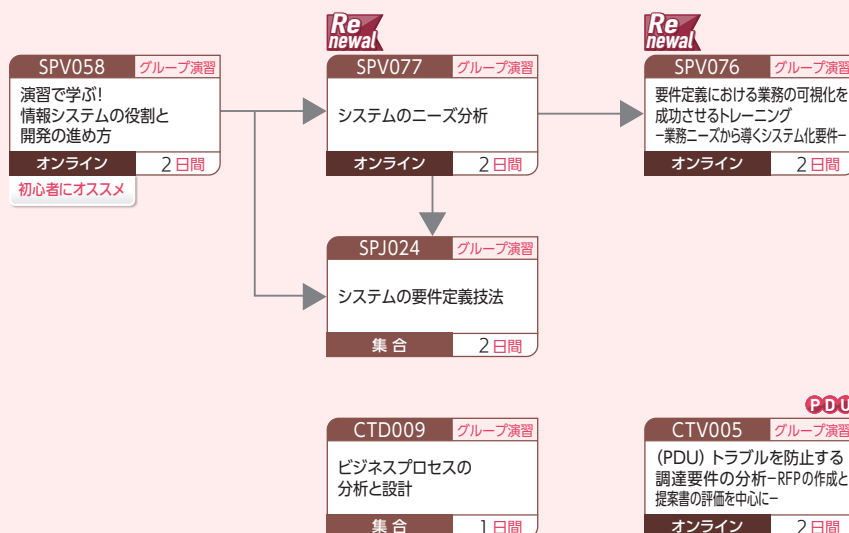 Re
newal
SPV058 グループ演習
演習で学ぶ!
情報システムの役割と
開発の進め方
オンライン 2日間
初心者にオススメ
SPV077 グループ演習
システムのニーズ分析
オンライン 2日間
Re
newal
SPV076 グループ演習
要件定義における業務の可視化を
成功させるトレーニング
−業務ニーズから導くシステム化要件−
オンライン 2日間
SPJ024 グループ演習
システムの要件定義技法
集合 2日間
CTD009 グループ演習
ビジネスプロセスの
分析と設計
集合 1日間
PDU
CTV005 グループ演習
(PDU)トラブルを防止する
調達要件の分析−RFPの作成と
提案書の評価を中心に−
オンライン 2日間